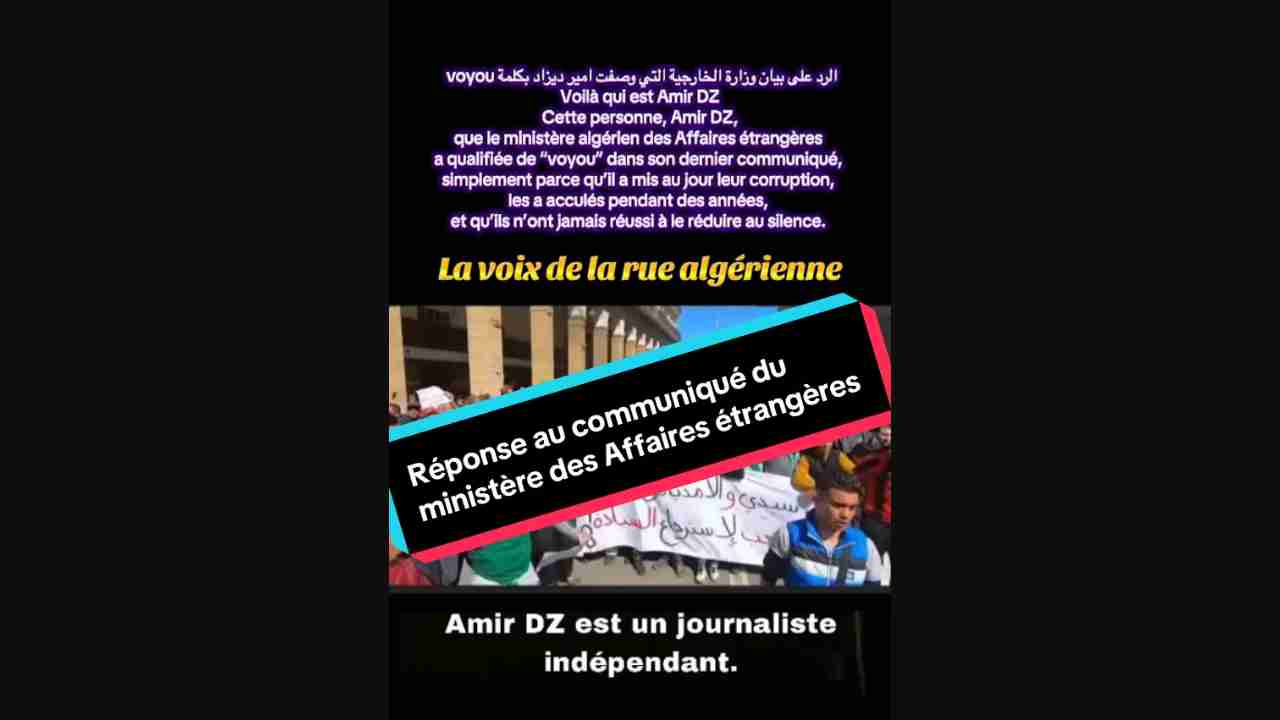 الرد على بيان وزارة الخارجية التي وصفت امير ديزاد بكلمة voyou
Voilà qui est Amir DZ
Cette personne, Amir DZ,
que le ministère algérien des Affaires étrangères
a qualifiée de “voyou” dans son dernier communiqué,
simplement parce qu’il a mis au jour leur corruption,
les a acculés pendant des années,
et qu’ils n’ont jamais réussi à le réduire au silence.
La voix de la rue algérienne
Réponse au communiqué du
ministère des Affaires étrangères
Amir DZ est un journaliste
indépendant.